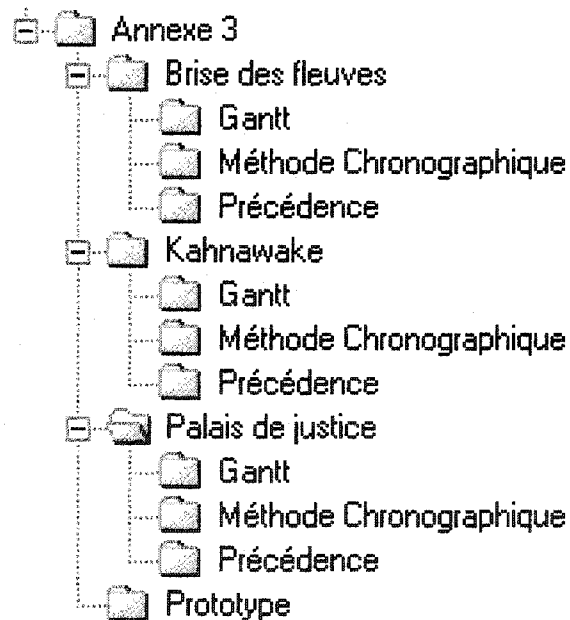 Annexe 3
Brise des fleuves
Gantt
Méthode Chronographique
Précédence
Kahnawake
Gantt
Méthode Chronographique
Précédence
Palais de justice
Gantt
Méthode Chronographique
Précédence
Prototype